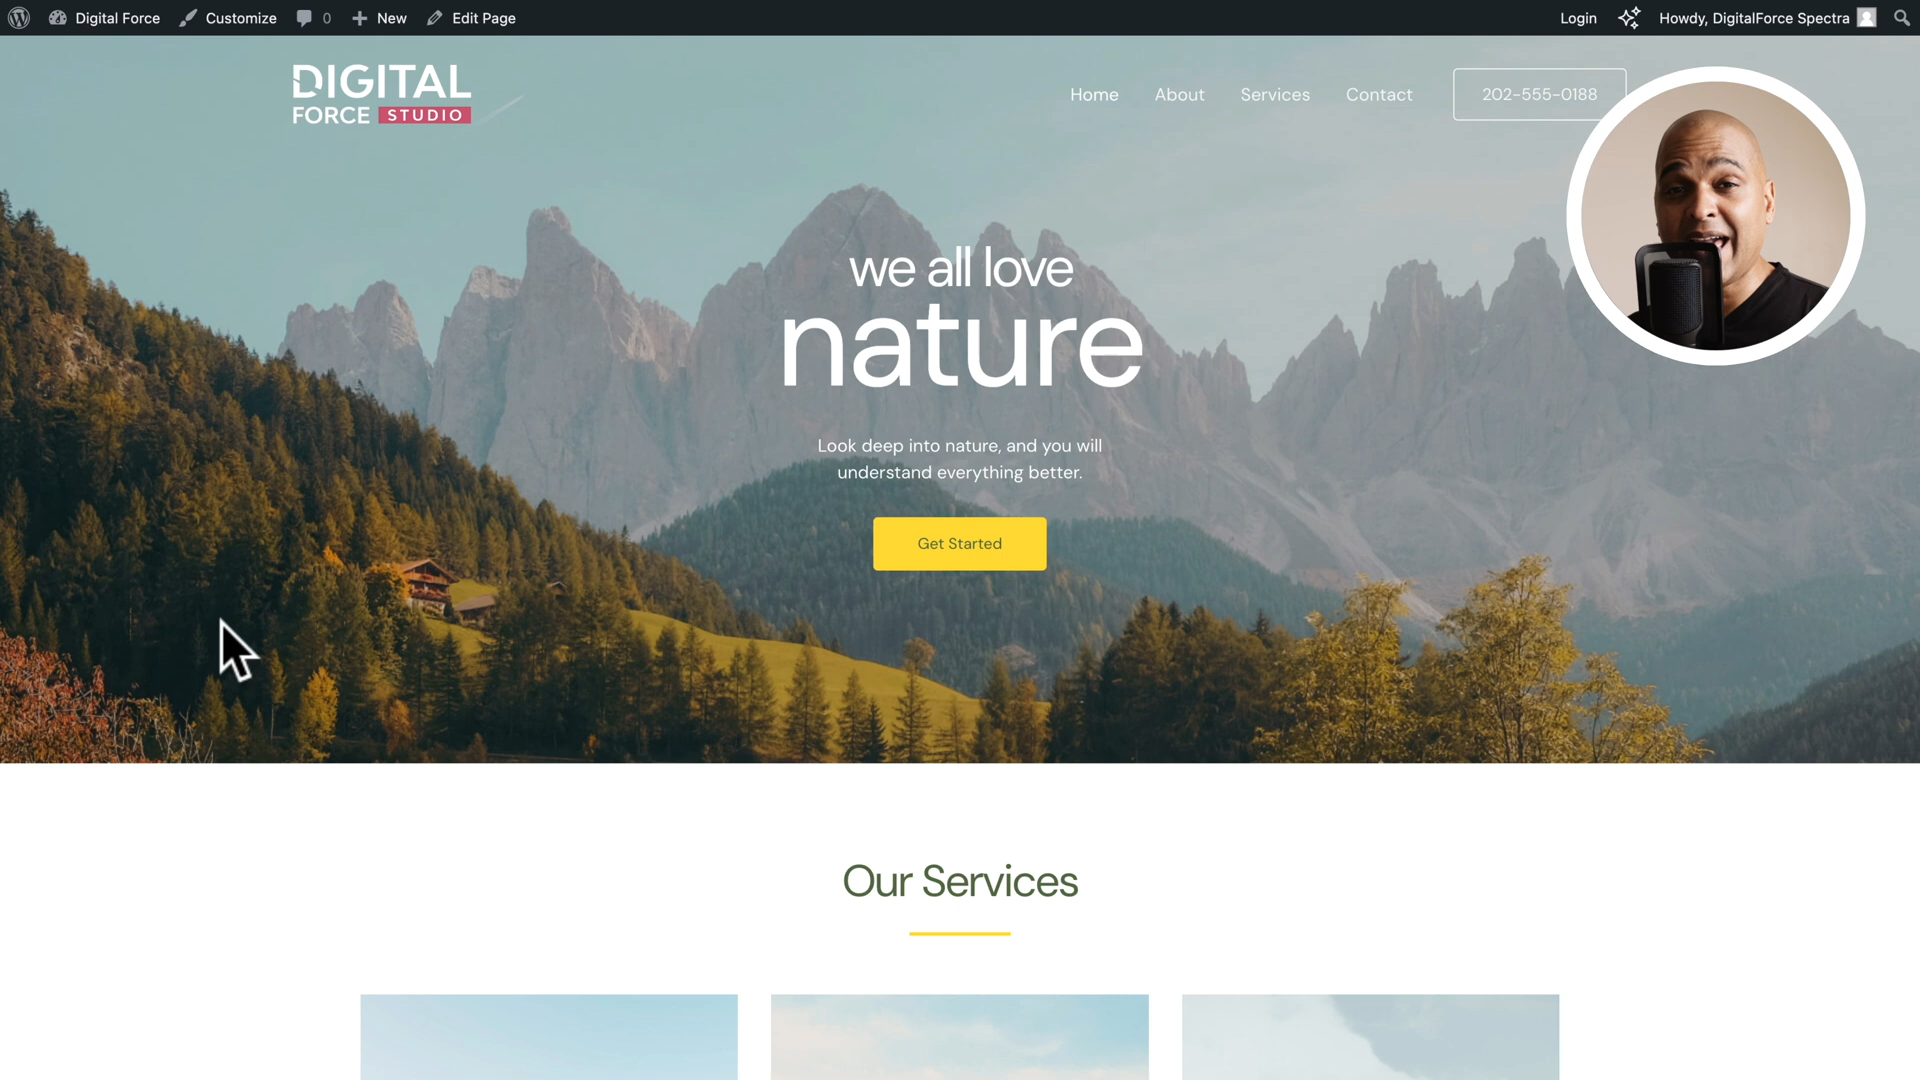 Digital Force
Customize
0
New
Edit Page
Login
Howdy, DigitalForce Spectra
DIGITAL
FORCE STUDIO
Home
About
Services
Contact
202-555-0188
we all love
nature
Look deep into nature, and you will
understand everything better.
Get Started
Our Services